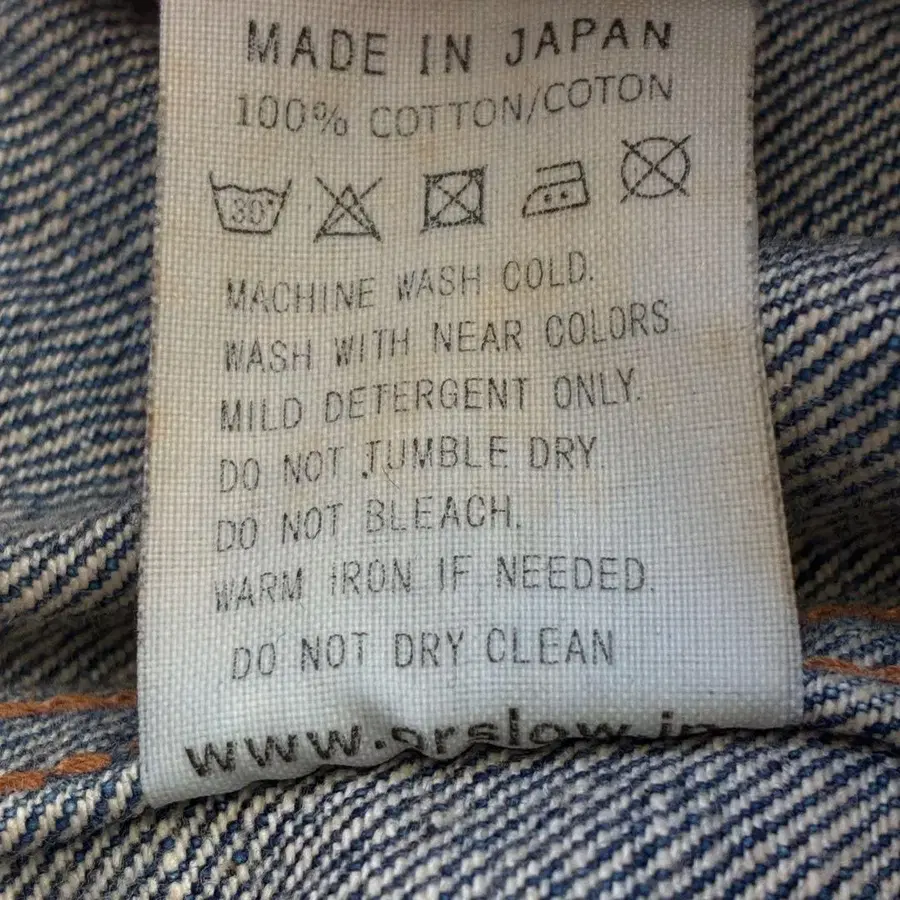 MADE IN JAPAN
100% COTTON/COTON
30°
MACHINE WASH COLD.
WASH WITH NEAR COLORS
MILD DETERGENT ONLY.
DO NOT TUMBLE DRY.
DO NOT BLEACH.
WARM IRON IF NEEDED.
DO NOT DRY CLEAN